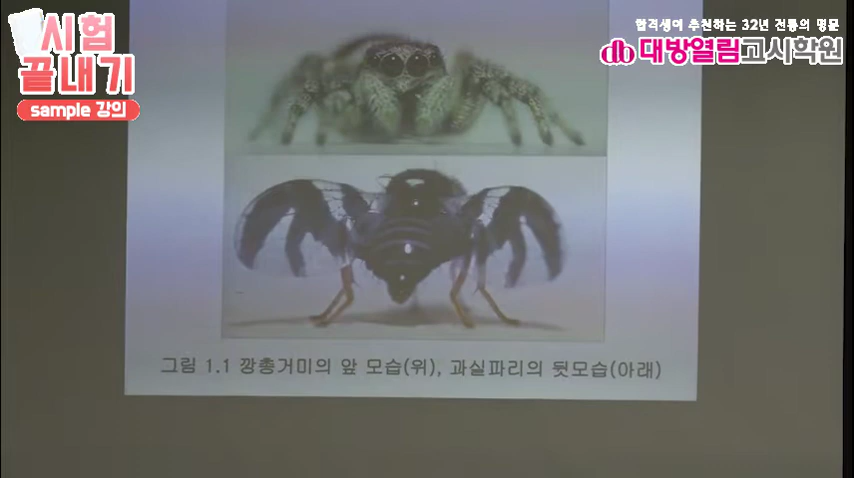 시험
끝내기
sample 강의
합격생이 추천하는 32년 전통의 명문
대방열림고시학원
그림 1.1 깡총거미의 앞 모습(위), 과실파리의 뒷모습(아래)